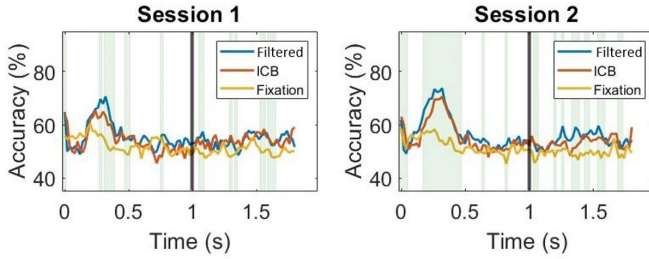 Session 1
Accuracy (%)
80
60
40
Filtered
ICB
Fixation
0
0.5
1
1.5
Time (s)
Session 2
Accuracy (%)
80
60
40
Filtered
ICB
Fixation
0
0.5
1
1.5
Time (s)